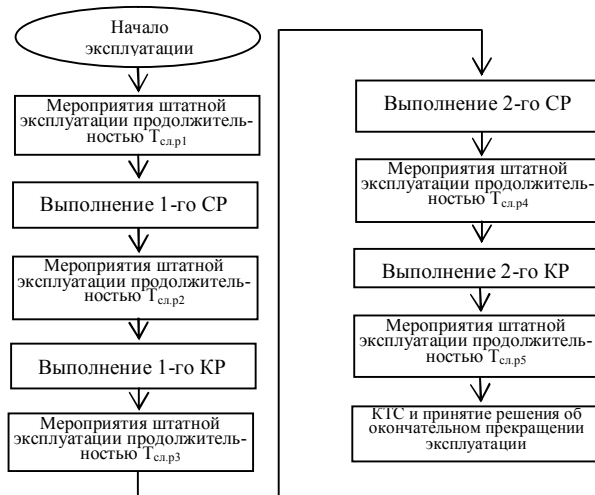 Начало
эксплуатации
Мероприятия штатной
эксплуатации продолжитель-
ностью Tсл.р1
Выполнение 1-го СР
Мероприятия штатной
эксплуатации продолжитель-
ностью Tсл.р2
Выполнение 1-го КР
Мероприятия штатной
эксплуатации продолжитель-
ностью Tсл.р3
Выполнение 2-го СР
Мероприятия штатной
эксплуатации продолжитель-
ностью Tсл.р4
Выполнение 2-го КР
Мероприятия штатной
эксплуатации продолжитель-
ностью Tсл.р5
КТС и принятие решения об
окончательном прекращении
эксплуатации